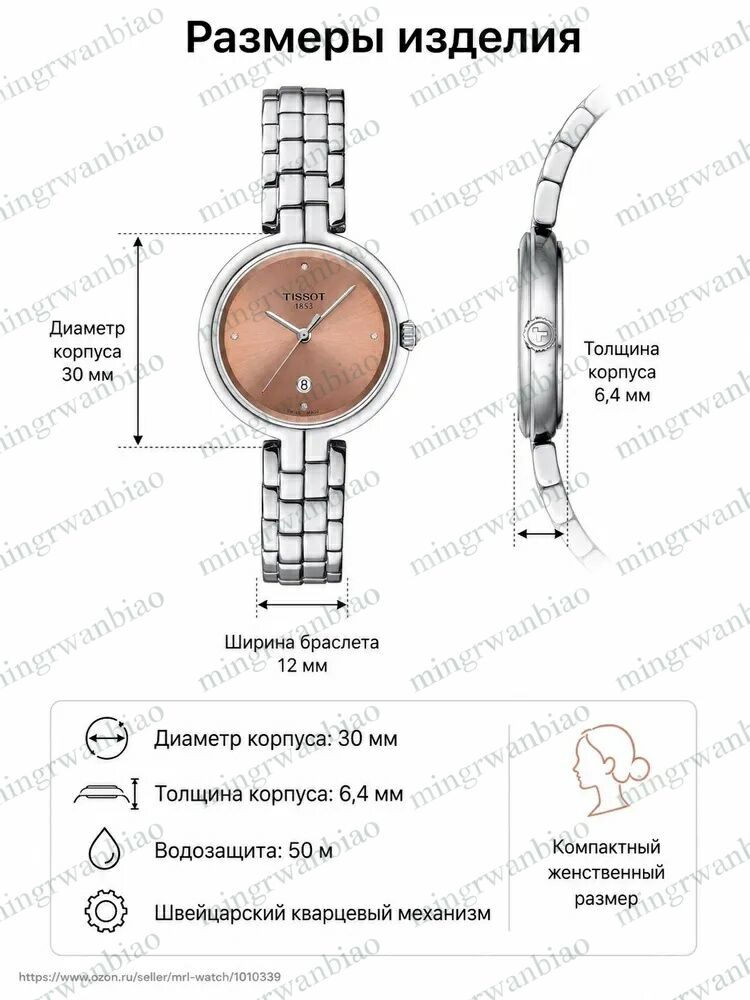 Размеры изделия
TISSOT
1853
8
Диаметр
корпуса
30 мм
Толщина
корпуса
6,4 мм
Ширина браслета
12 мм
Диаметр корпуса: 30 мм
Толщина корпуса: 6,4 мм
Водозащита: 50 м
Швейцарский кварцевый механизм
Компактный
женственный
размер
https://www.ozon.ru/seller/mrl-watch/1010339
mingrwanbiao